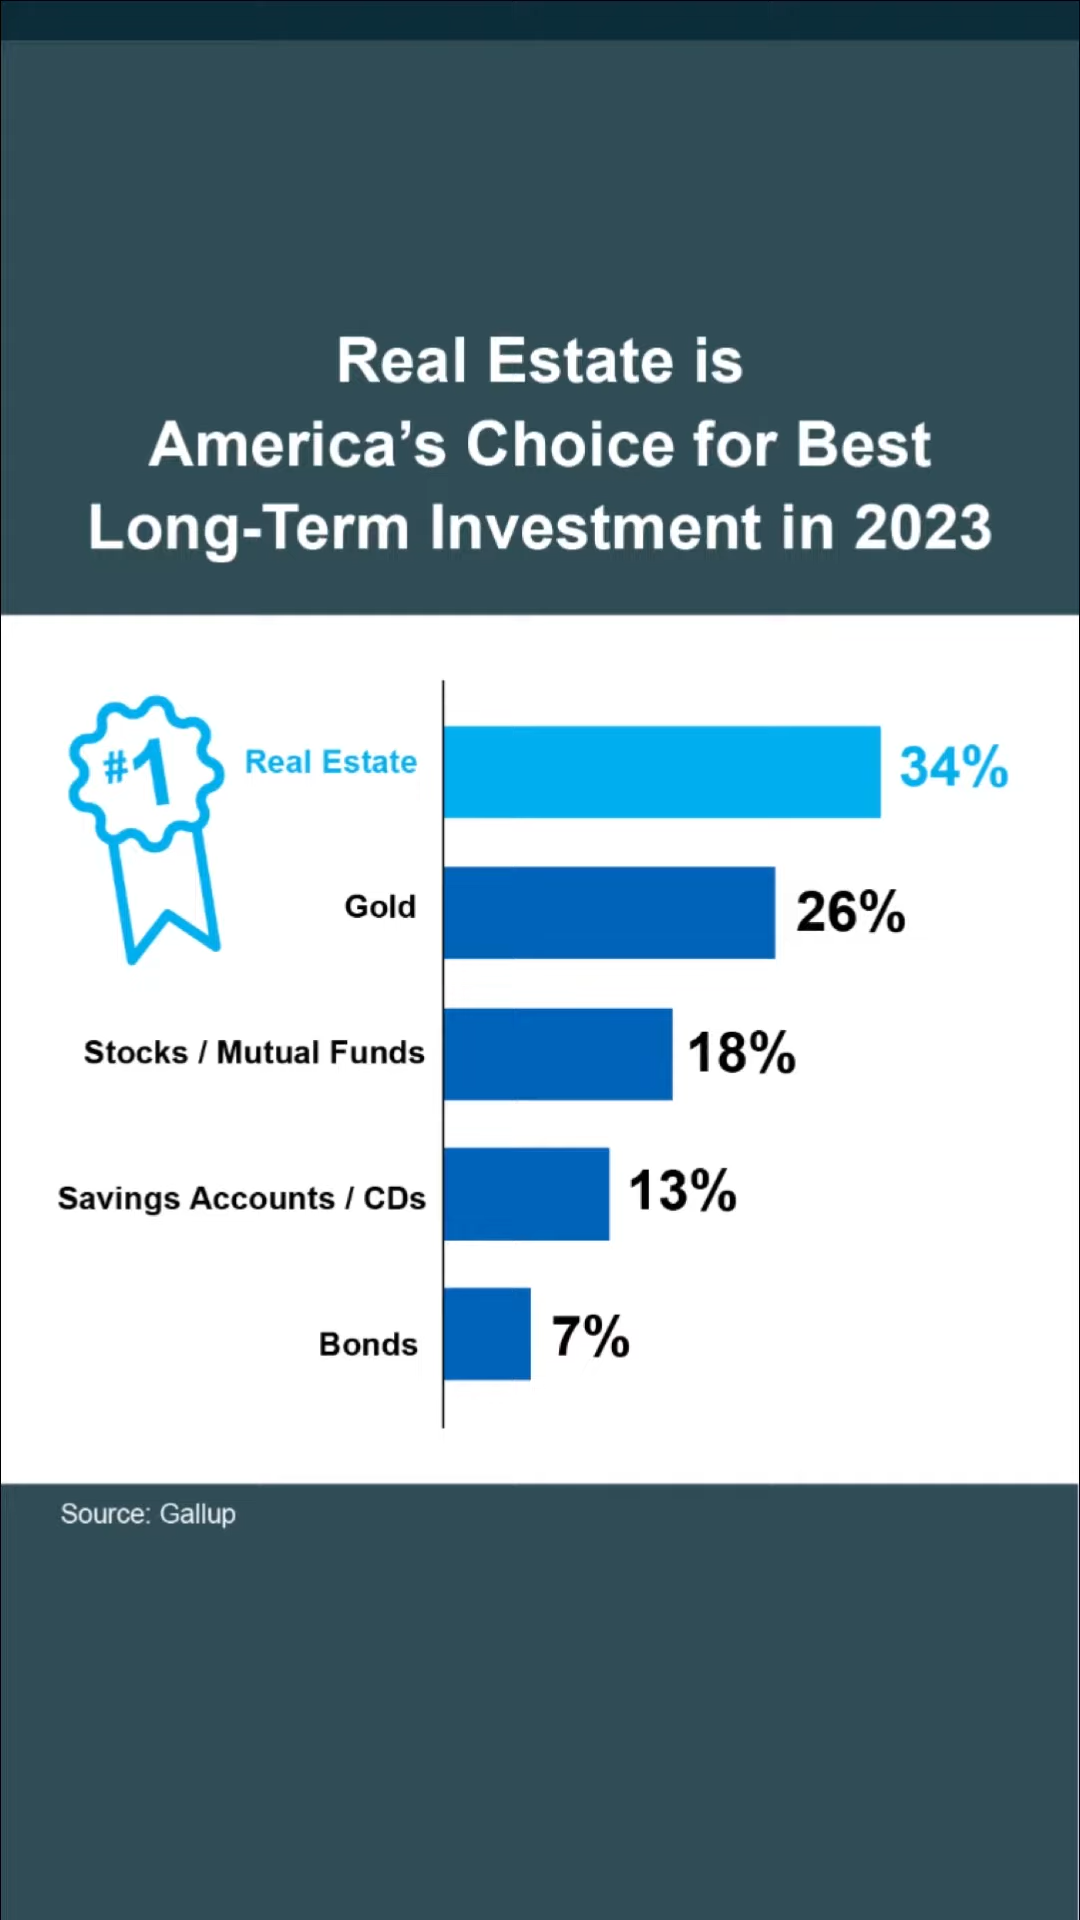 Real Estate is
America’s Choice for Best
Long-Term Investment in 2023
#1
Real Estate
34%
Gold
26%
Stocks / Mutual Funds
18%
Savings Accounts / CDs
13%
Bonds
7%
Source: Gallup